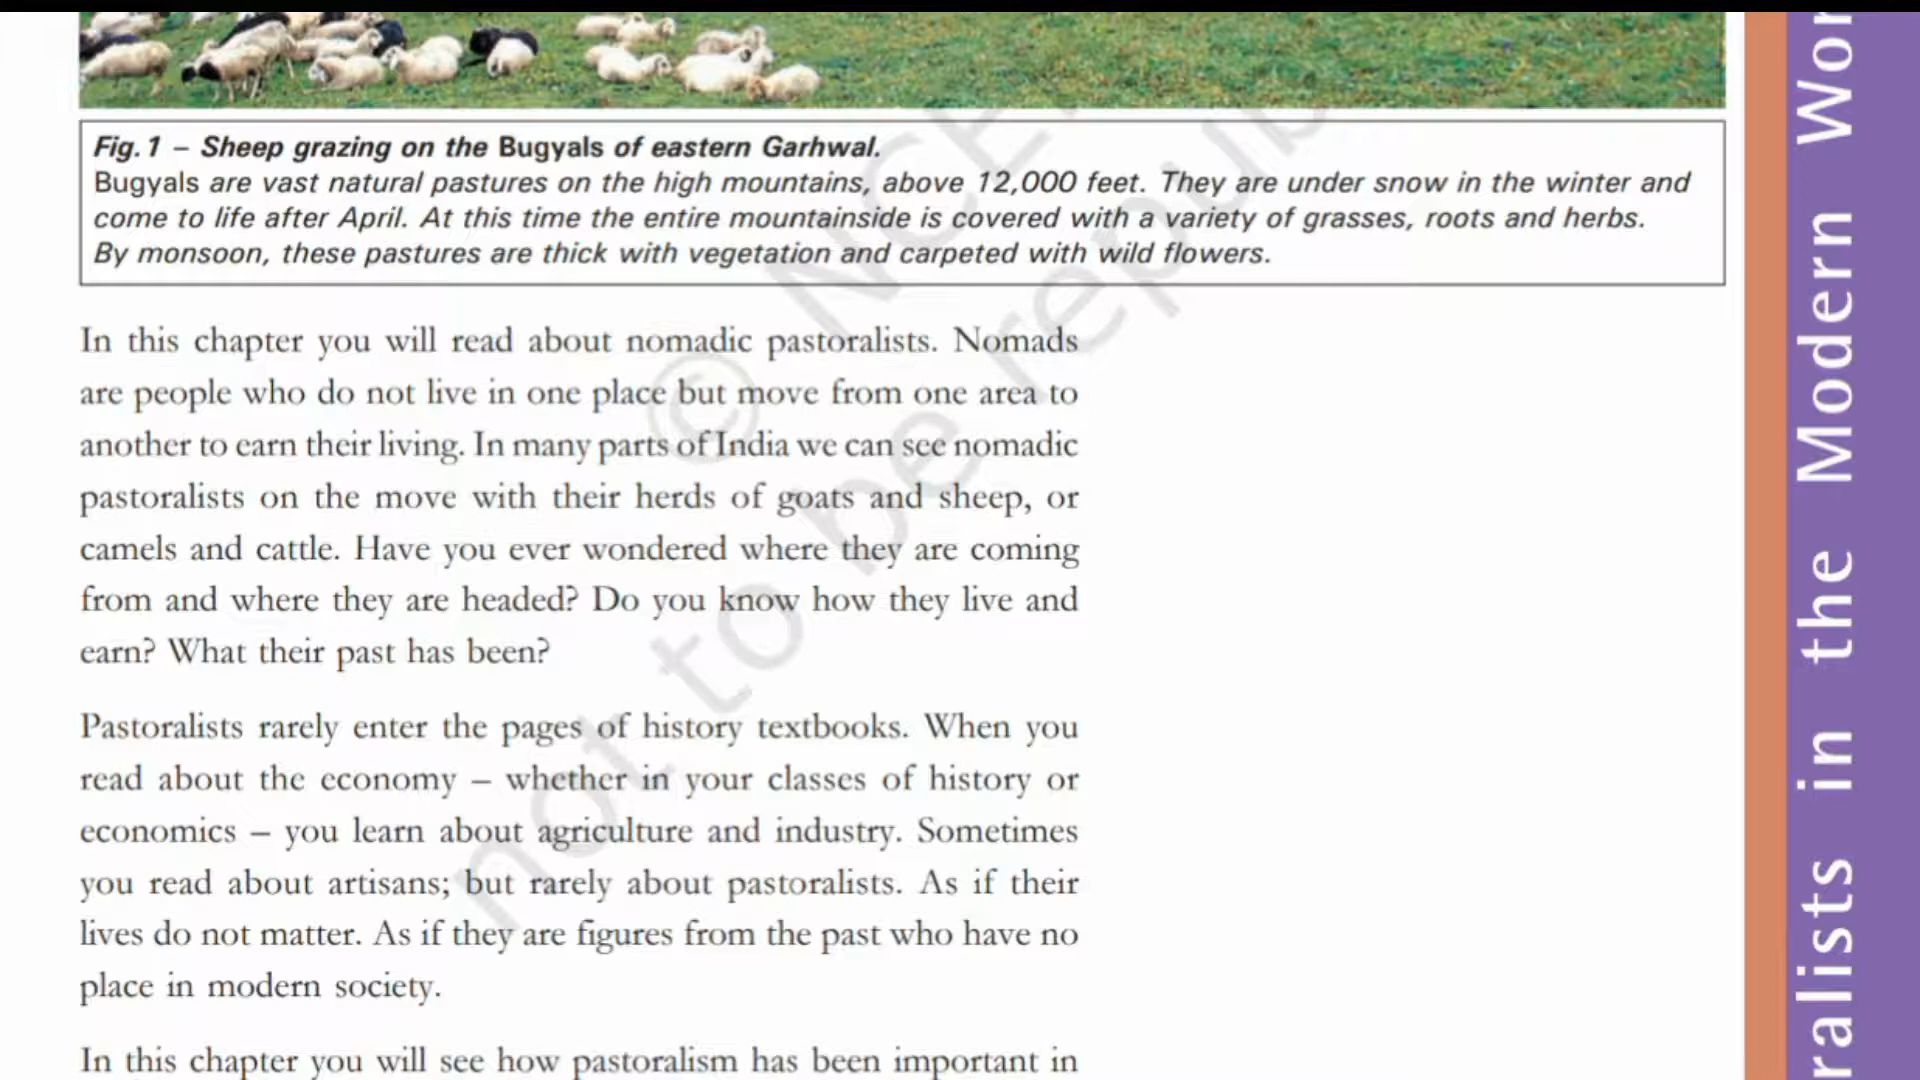 Fig. 1 – Sheep grazing on the Bugyals of eastern Garhwal.
Bugyals are vast natural pastures on the high mountains, above 12,000 feet. They are under snow in the winter and
come to life after April. At this time the entire mountainside is covered with a variety of grasses, roots and herbs.
By monsoon, these pastures are thick with vegetation and carpeted with wild flowers.
In this chapter you will read about nomadic pastoralists. Nomads
are people who do not live in one place but move from one area to
another to earn their living. In many parts of India we can see nomadic
pastoralists on the move with their herds of goats and sheep, or
camels and cattle. Have you ever wondered where they are coming
from and where they are headed? Do you know how they live and
earn? What their past has been?
Pastoralists rarely enter the pages of history textbooks. When you
read about the economy – whether in your classes of history or
economics – you learn about agriculture and industry. Sometimes
you read about artisans; but rarely about pastoralists. As if their
lives do not matter. As if they are figures from the past who have no
place in modern society.
In this chapter you will see how pastoralism has been important in
ralists in the Modern Wor
© NCE
not to be repub